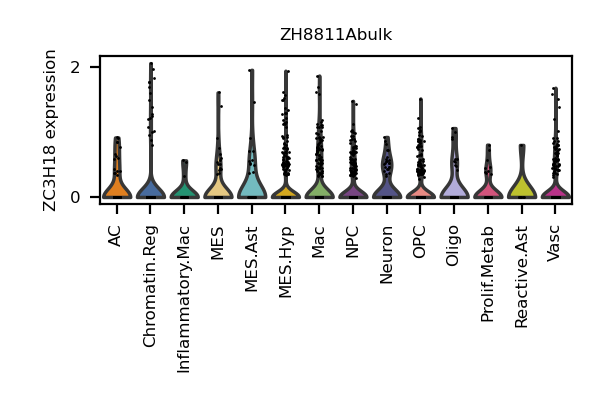 ZH8811Abulk
ZC3H18 expression
2
0
AC
Chromatin.Reg
Inflammatory.Mac
MES
MES.Ast
MES.Hyp
Mac
NPC
Neuron
OPC
Oligo
Prolif.Metab
Reactive.Ast
Vasc